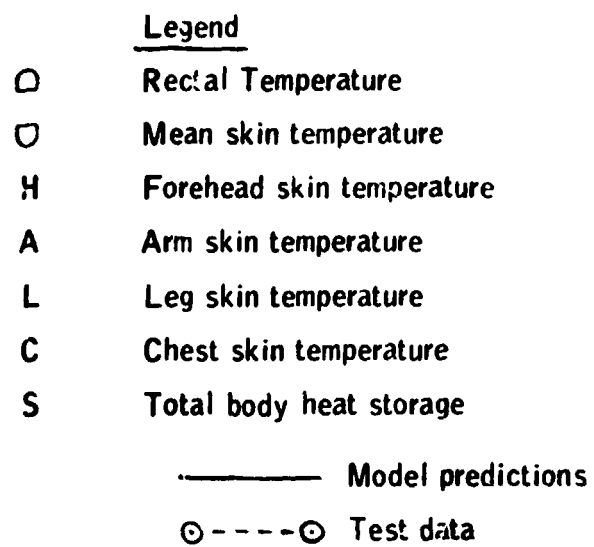 Legend
Rectal Temperature
Mean skin temperature
H Forehead skin temperature
A Arm skin temperature
L Leg skin temperature
C Chest skin temperature
S Total body heat storage
Model predictions
Test data